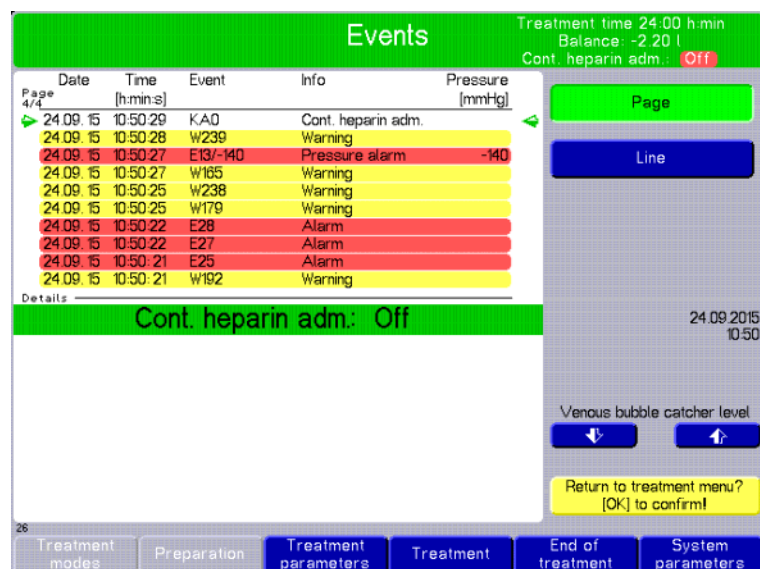 Events
Treatment time 24:00 h:min
Balance: -2.20 l
Cont. heparin adm.: Off
Date Time Event Info Pressure
Page [h:min:s] [mmHg]
4/4
24.09. 15 10:50:29 KA0 Cont. heparin adm.
24.09. 15 10:50:28 W239 Warning
24.09. 15 10:50:27 E13/-140 Pressure alarm -140
24.09. 15 10:50:27 W165 Warning
24.09. 15 10:50:25 W238 Warning
24.09. 15 10:50:25 W179 Warning
24.09. 15 10:50:22 E28 Alarm
24.09. 15 10:50:22 E27 Alarm
24.09. 15 10:50:21 E25 Alarm
24.09. 15 10:50:21 W192 Warning
Details
Cont. heparin adm.: Off
Page
Line
24.09.2015
10:50
Venous bubble catcher level
Return to treatment menu?
[OK] to confirm!
26
Treatment modes
Preparation
Treatment parameters
Treatment
End of treatment
System parameters